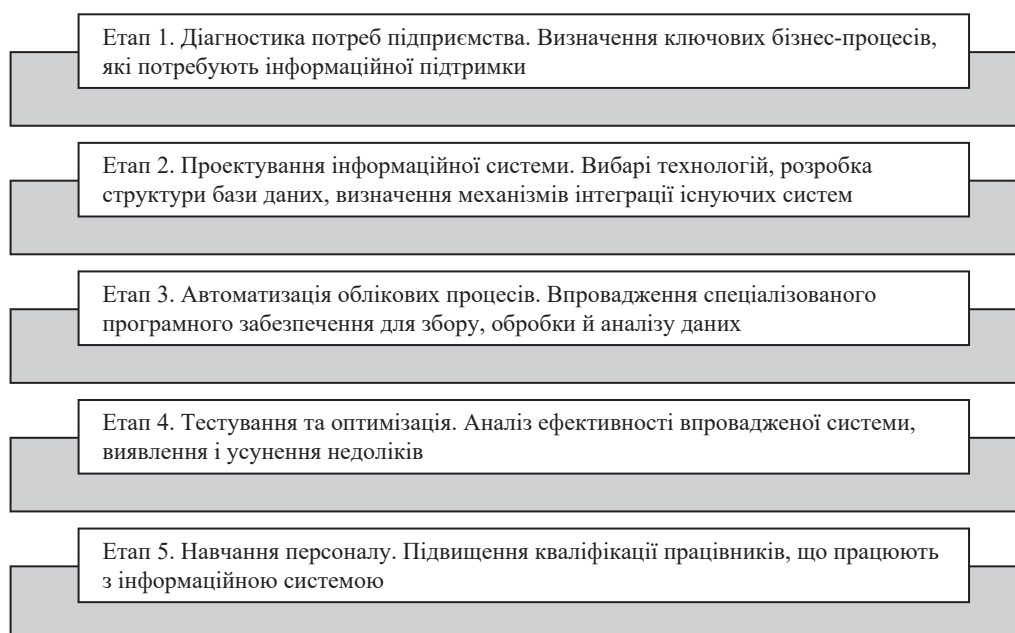 Етап 1. Діагностика потреб підприємства. Визначення ключових бізнес-процесів,
які потребують інформаційної підтримки
Етап 2. Проектування інформаційної системи. Вибарі технологій, розробка
структури бази даних, визначення механізмів інтеграції існуючих систем
Етап 3. Автоматизація облікових процесів. Впровадження спеціалізованого
програмного забезпечення для збору, обробки й аналізу даних
Етап 4. Тестування та оптимізація. Аналіз ефективності впровадженої системи,
виявлення і усунення недоліків
Етап 5. Навчання персоналу. Підвищення кваліфікації працівників, що працюють
з інформаційною системою